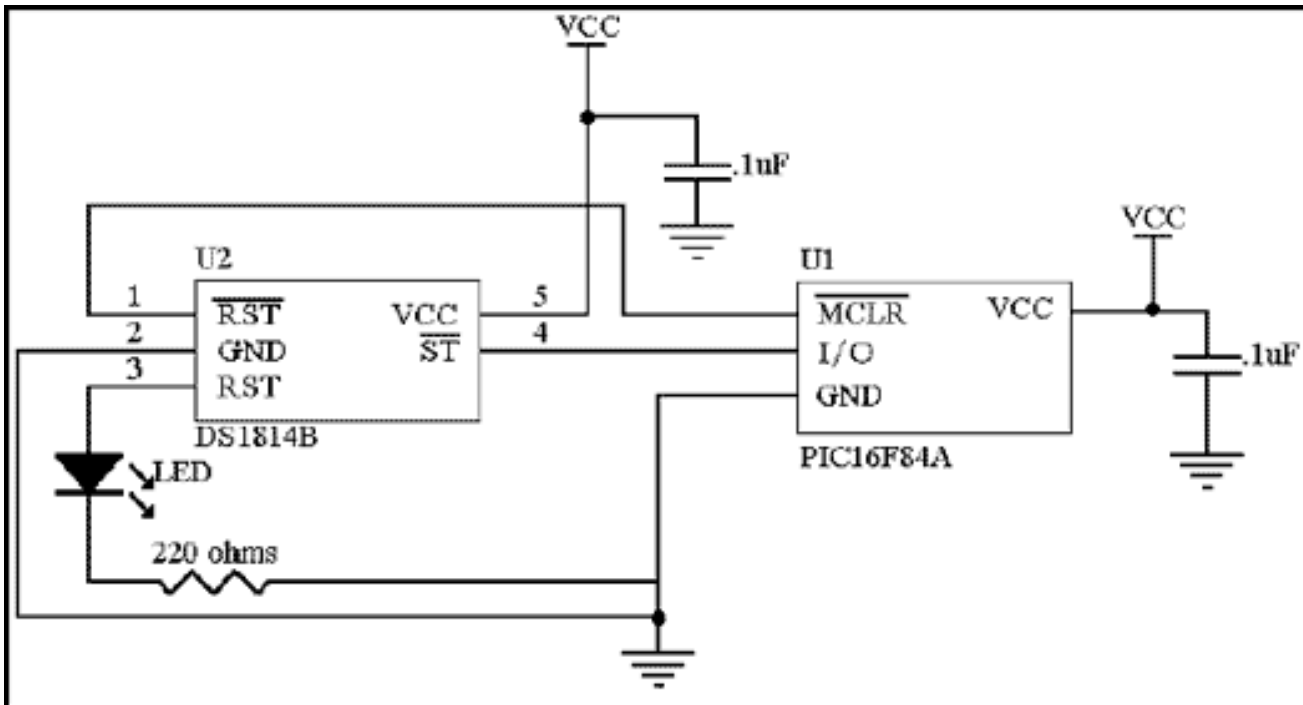 VCC
.1uF
VCC
U2
U1
1
2
3
RST
GND
RST
VCC
ST
5
4
MCLR
I/O
GND
VCC
.1uF
DS1814B
PIC16F84A
LED
220 ohms